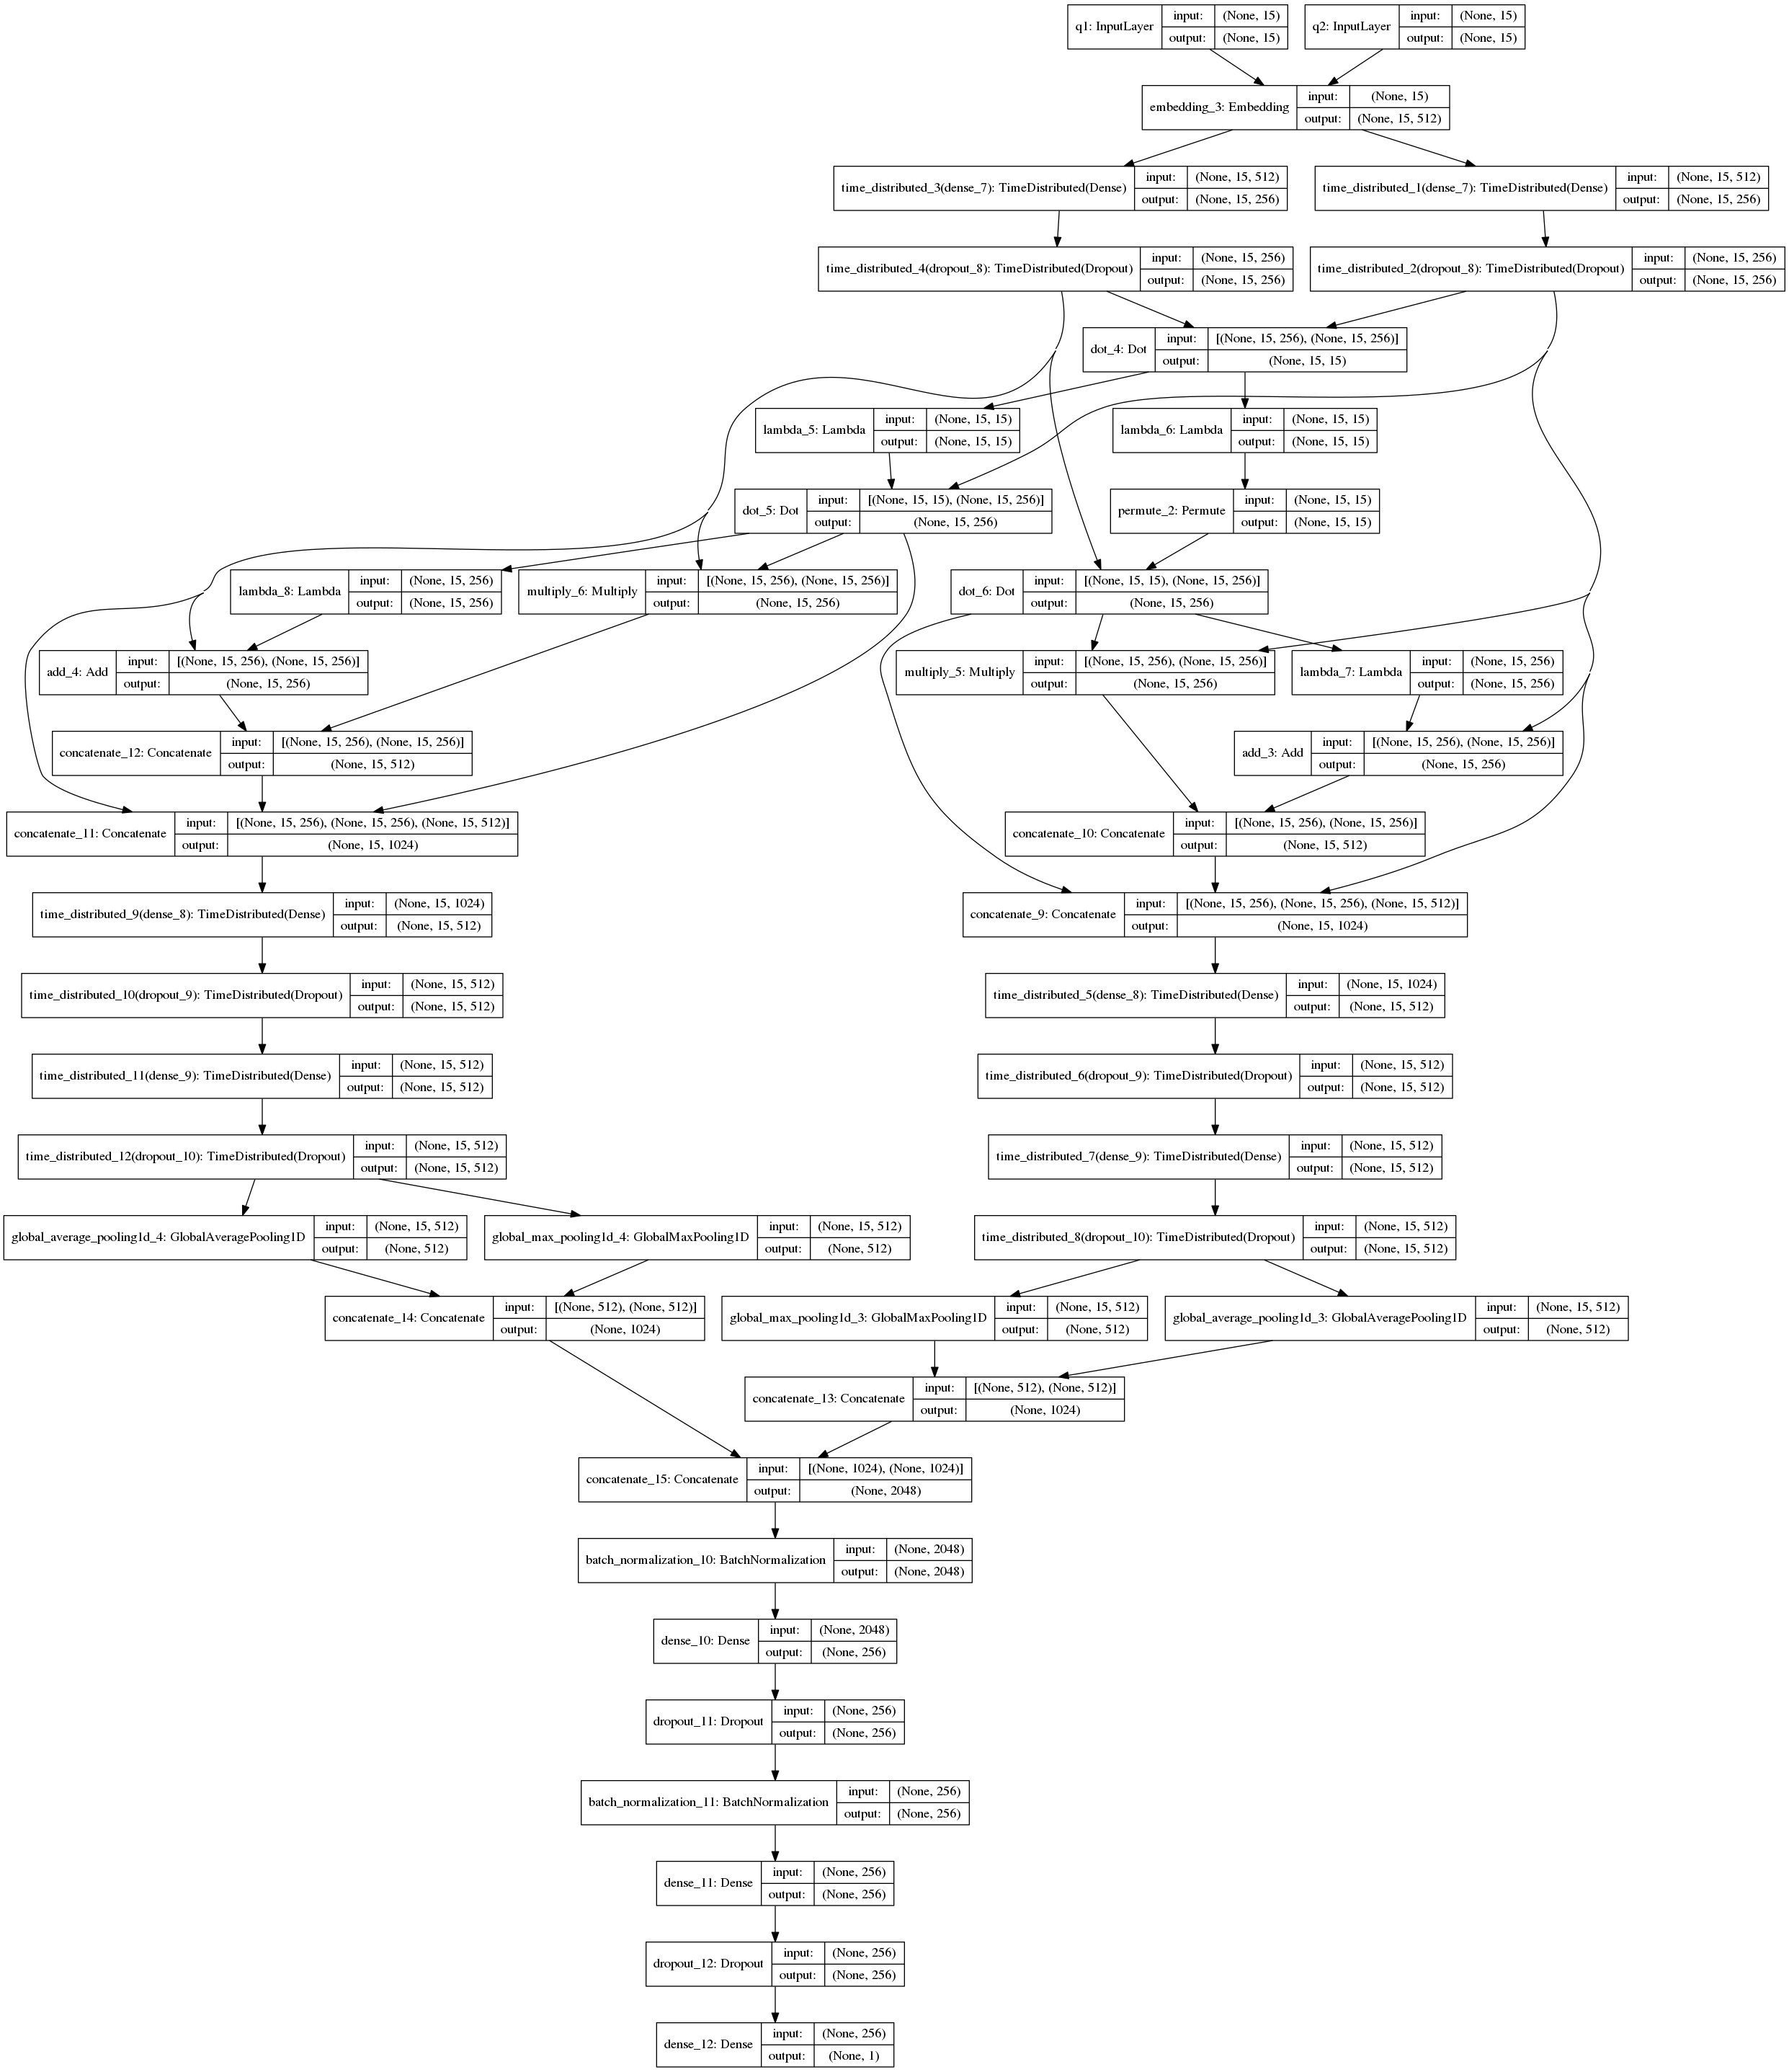 q1: InputLayer input: (None, 15) output: (None, 15)
q2: InputLayer input: (None, 15) output: (None, 15)
embedding_3: Embedding input: (None, 15) output: (None, 15, 512)
time_distributed_3(dense_7): TimeDistributed(Dense) input: (None, 15, 512) output: (None, 15, 256)
time_distributed_1(dense_7): TimeDistributed(Dense) input: (None, 15, 512) output: (None, 15, 256)
time_distributed_4(dropout_8): TimeDistributed(Dropout) input: (None, 15, 256) output: (None, 15, 256)
time_distributed_2(dropout_8): TimeDistributed(Dropout) input: (None, 15, 256) output: (None, 15, 256)
dot_4: Dot input: [(None, 15, 256), (None, 15, 256)] output: (None, 15, 15)
lambda_5: Lambda input: (None, 15, 15) output: (None, 15, 15)
lambda_6: Lambda input: (None, 15, 15) output: (None, 15, 15)
dot_5: Dot input: [(None, 15, 15), (None, 15, 256)] output: (None, 15, 256)
permute_2: Permute input: (None, 15, 15) output: (None, 15, 15)
lambda_8: Lambda input: (None, 15, 256) output: (None, 15, 256)
multiply_6: Multiply input: [(None, 15, 256), (None, 15, 256)] output: (None, 15, 256)
dot_6: Dot input: [(None, 15, 15), (None, 15, 256)] output: (None, 15, 256)
add_4: Add input: [(None, 15, 256), (None, 15, 256)] output: (None, 15, 256)
multiply_5: Multiply input: [(None, 15, 256), (None, 15, 256)] output: (None, 15, 256)
lambda_7: Lambda input: (None, 15, 256) output: (None, 15, 256)
concatenate_12: Concatenate input: [(None, 15, 256), (None, 15, 256)] output: (None, 15, 512)
add_3: Add input: [(None, 15, 256), (None, 15, 256)] output: (None, 15, 256)
concatenate_11: Concatenate input: [(None, 15, 256), (None, 15, 256), (None, 15, 512)] output: (None, 15, 1024)
concatenate_10: Concatenate input: [(None, 15, 256), (None, 15, 256)] output: (None, 15, 512)
time_distributed_9(dense_8): TimeDistributed(Dense) input: (None, 15, 1024) output: (None, 15, 512)
concatenate_9: Concatenate input: [(None, 15, 256), (None, 15, 256), (None, 15, 512)] output: (None, 15, 1024)
time_distributed_10(dropout_9): TimeDistributed(Dropout) input: (None, 15, 512) output: (None, 15, 512)
time_distributed_5(dense_8): TimeDistributed(Dense) input: (None, 15, 1024) output: (None, 15, 512)
time_distributed_11(dense_9): TimeDistributed(Dense) input: (None, 15, 512) output: (None, 15, 512)
time_distributed_6(dropout_9): TimeDistributed(Dropout) input: (None, 15, 512) output: (None, 15, 512)
time_distributed_12(dropout_10): TimeDistributed(Dropout) input: (None, 15, 512) output: (None, 15, 512)
time_distributed_7(dense_9): TimeDistributed(Dense) input: (None, 15, 512) output: (None, 15, 512)
global_average_pooling1d_4: GlobalAveragePooling1D input: (None, 15, 512) output: (None, 512)
global_max_pooling1d_4: GlobalMaxPooling1D input: (None, 15, 512) output: (None, 512)
time_distributed_8(dropout_10): TimeDistributed(Dropout) input: (None, 15, 512) output: (None, 15, 512)
concatenate_14: Concatenate input: [(None, 512), (None, 512)] output: (None, 1024)
global_max_pooling1d_3: GlobalMaxPooling1D input: (None, 15, 512) output: (None, 512)
global_average_pooling1d_3: GlobalAveragePooling1D input: (None, 15, 512) output: (None, 512)
concatenate_13: Concatenate input: [(None, 512), (None, 512)] output: (None, 1024)
concatenate_15: Concatenate input: [(None, 1024), (None, 1024)] output: (None, 2048)
batch_normalization_10: BatchNormalization input: (None, 2048) output: (None, 2048)
dense_10: Dense input: (None, 2048) output: (None, 256)
dropout_11: Dropout input: (None, 256) output: (None, 256)
batch_normalization_11: BatchNormalization input: (None, 256) output: (None, 256)
dense_11: Dense input: (None, 256) output: (None, 256)
dropout_12: Dropout input: (None, 256) output: (None, 256)
dense_12: Dense input: (None, 256) output: (None, 1)